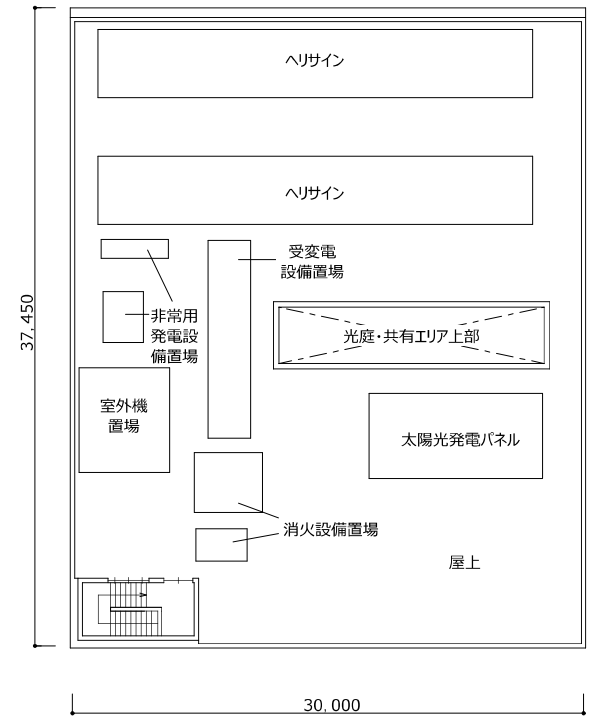 ヘリサイン
ヘリサイン
受変電
設備置場
37,450
非常用
発電設
備置場
光庭・共有エリア上部
室外機
置場
太陽光発電パネル
消火設備置場
屋上
30,000